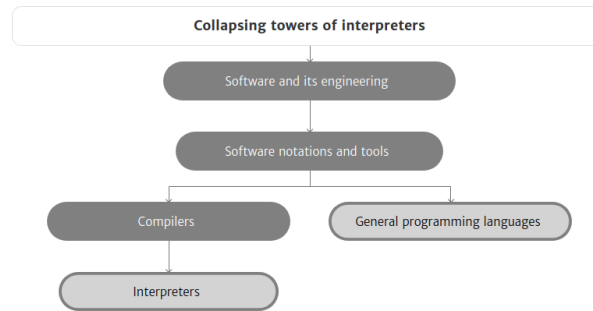 Collapsing towers of interpreters
Software and its engineering
Software notations and tools
Compilers
General programming languages
Interpreters